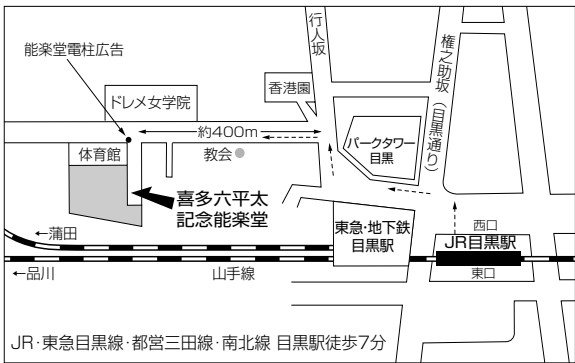 能楽堂電柱広告
ドレメ女学院
香港園
行人坂
権之助坂（目黒通り）
約400m
体育館
教会
パークタワー
目黒
喜多六平太
記念能楽堂
←蒲田
東急・地下鉄
目黒駅
西口
JR目黒駅
東口
←品川
山手線
JR・東急目黒線・都営三田線・南北線 目黒駅徒歩7分